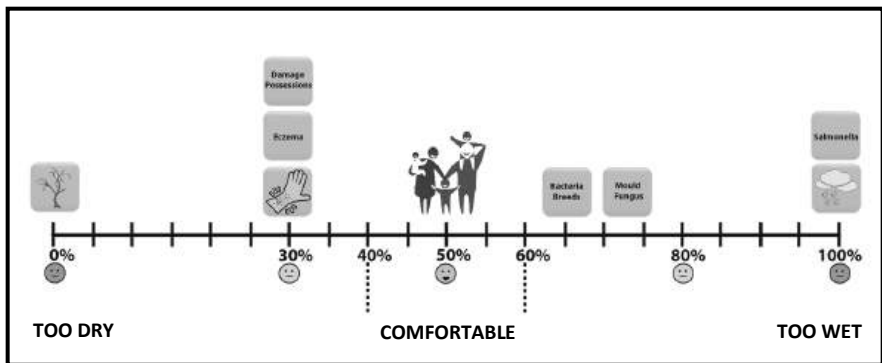 Damage
Possessions
Eczema
Salmonella
Bacteria
Breeds
Mould
Fungus
0% 30% 40% 50% 60% 80% 100%
TOO DRY COMFORTABLE TOO WET